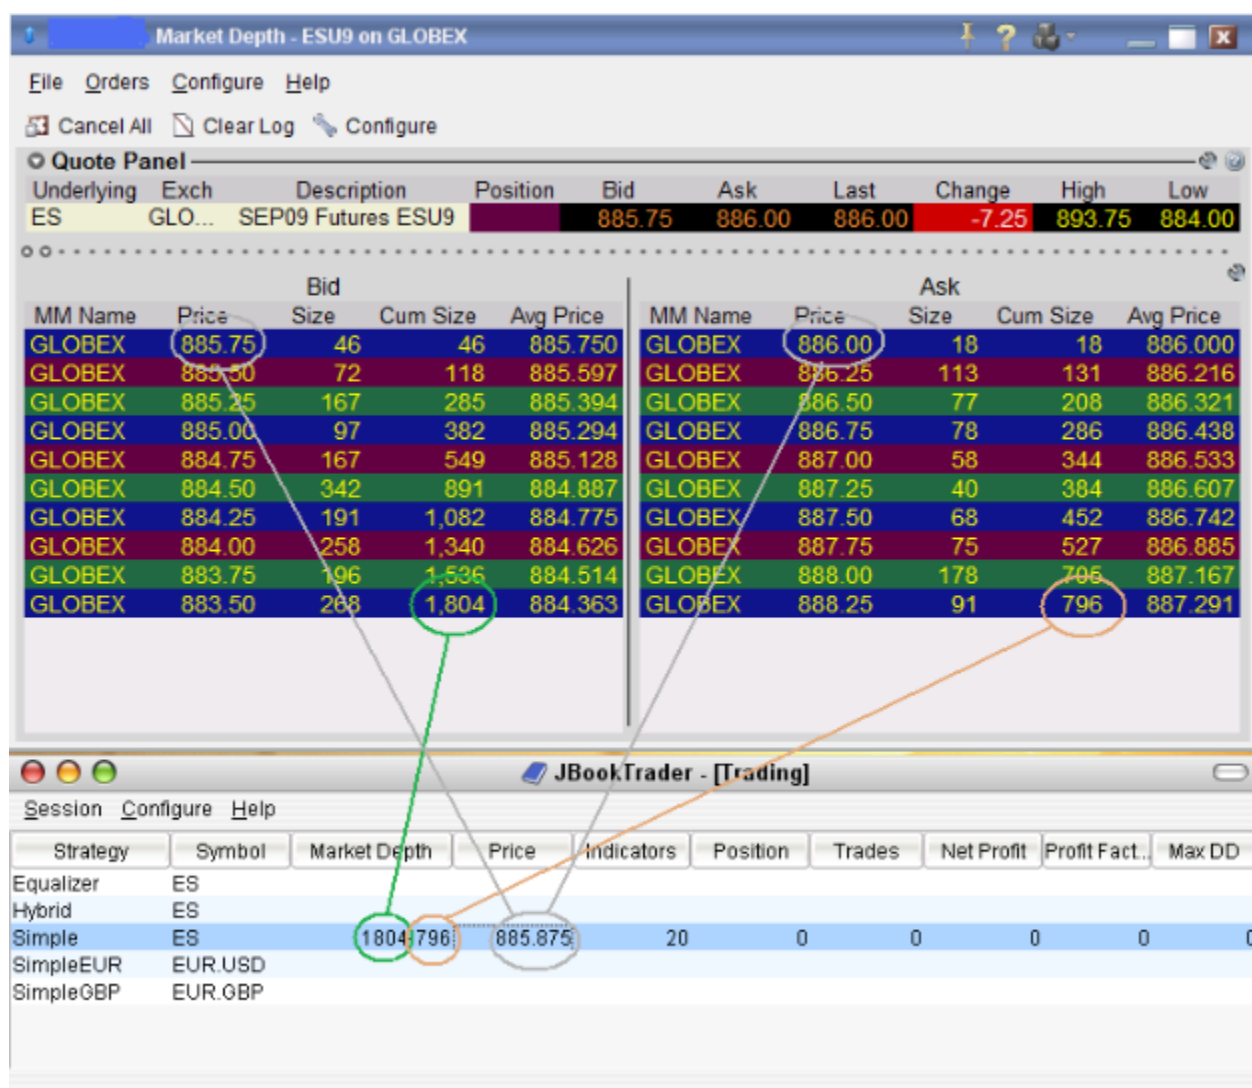 Market Depth - ESU9 on GLOBEX
File Orders Configure Help
Cancel All Clear Log Configure
Quote Panel
Underlying Exch Description Position Bid Ask Last Change High Low
ES GLO... SEP09 Futures ESU9 885.75 886.00 886.00 -7.25 893.75 884.00
Bid Ask
MM Name Price Size Cum Size Avg Price MM Name Price Size Cum Size Avg Price
GLOBEX 885.75 46 46 885.750 GLOBEX 886.00 18 18 886.000
GLOBEX 885.50 72 118 885.597 GLOBEX 886.25 113 131 886.216
GLOBEX 885.25 167 285 885.394 GLOBEX 886.50 77 208 886.321
GLOBEX 885.00 97 382 885.294 GLOBEX 886.75 78 286 886.438
GLOBEX 884.75 167 549 885.128 GLOBEX 887.00 58 344 886.533
GLOBEX 884.50 342 891 884.887 GLOBEX 887.25 40 384 886.607
GLOBEX 884.25 191 1,082 884.775 GLOBEX 887.50 68 452 886.742
GLOBEX 884.00 258 1,340 884.626 GLOBEX 887.75 75 527 886.885
GLOBEX 883.75 196 1,536 884.514 GLOBEX 888.00 178 705 887.167
GLOBEX 883.50 268 1,804 884.363 GLOBEX 888.25 91 796 887.291
JBookTrader - [Trading]
Session Configure Help
Strategy Symbol Market Depth Price Indicators Position Trades Net Profit Profit Fact... Max DD
Equalizer ES
Hybrid ES
Simple ES 1804 796 885.875 20 0 0 0 0 0
SimpleEUR EUR.USD
SimpleGBP EUR.GBP